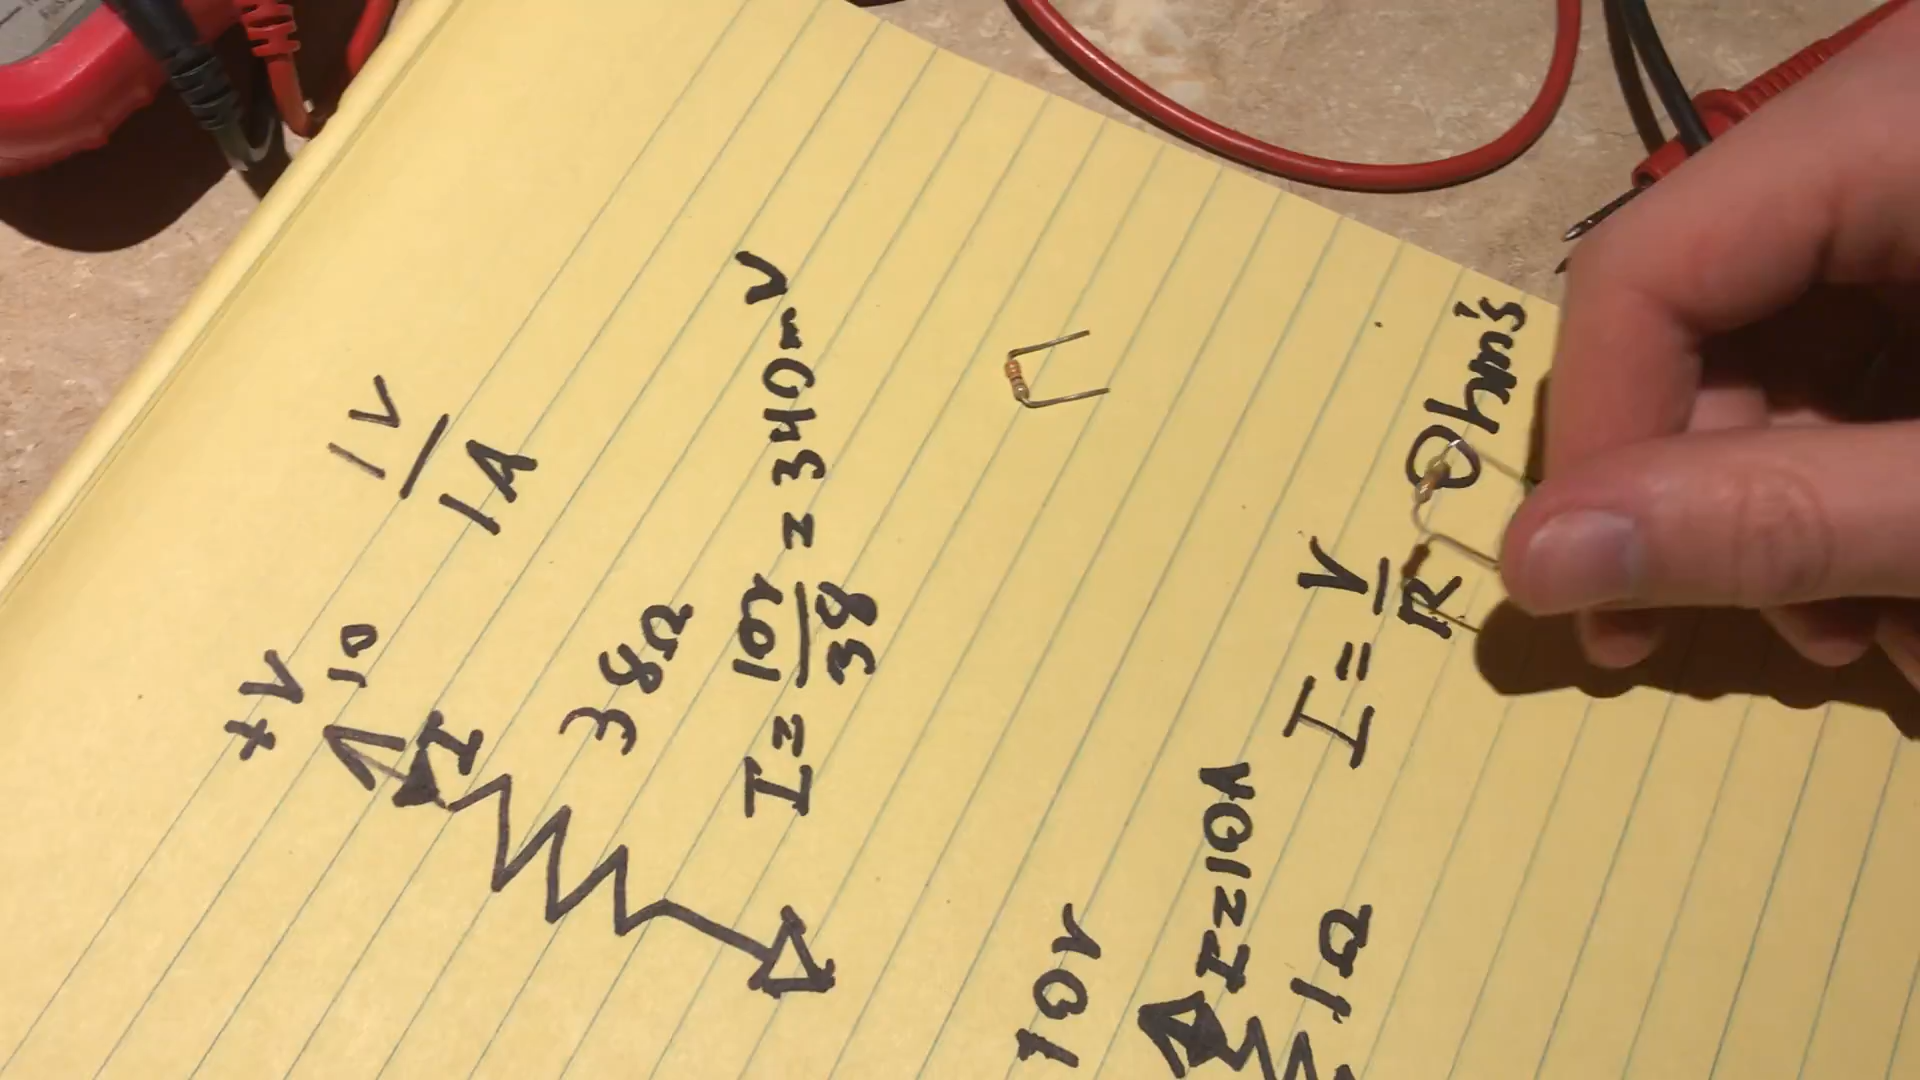 1V
1A
+V
10
I
38Ω
I = 10V = 340mV
38
Ohm's
I = V
R
10V
I = 10A
1Ω